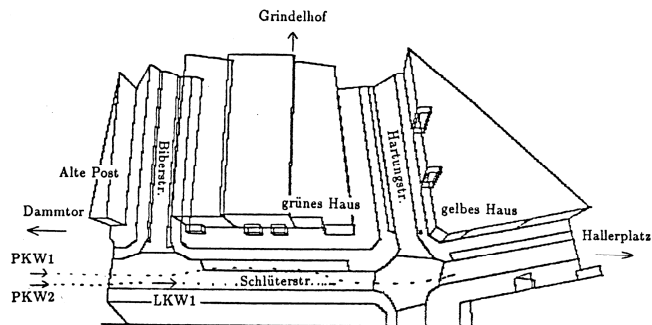 Grindelhof
Alte Post
Biberstr.
grünes Haus
Hartungstr.
gelbes Haus
Dammtor
Hallerplatz
PKW1
PKW2
LKW1
Schlüterstr.